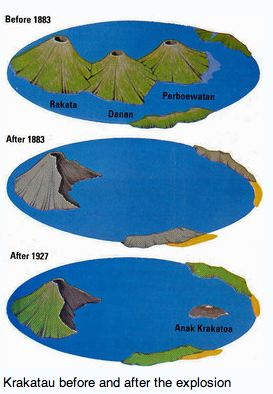 Before 1883
Rakata
Danan
Perboewatan
After 1883
After 1927
Anak Krakatoa
Krakatau before and after the explosion